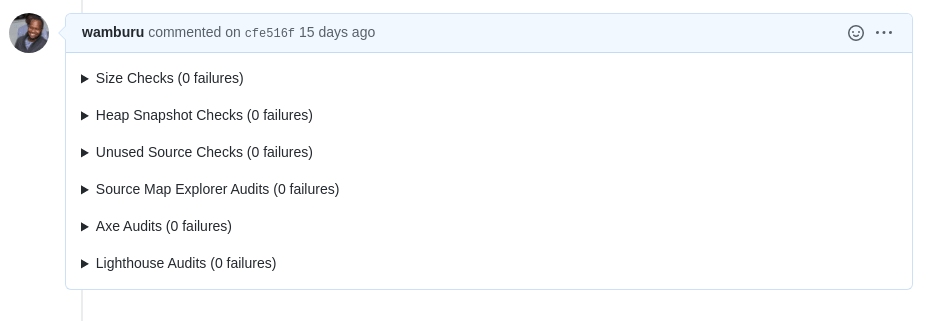 wamburu commented on cfe516f 15 days ago
Size Checks (0 failures)
Heap Snapshot Checks (0 failures)
Unused Source Checks (0 failures)
Source Map Explorer Audits (0 failures)
Axe Audits (0 failures)
Lighthouse Audits (0 failures)